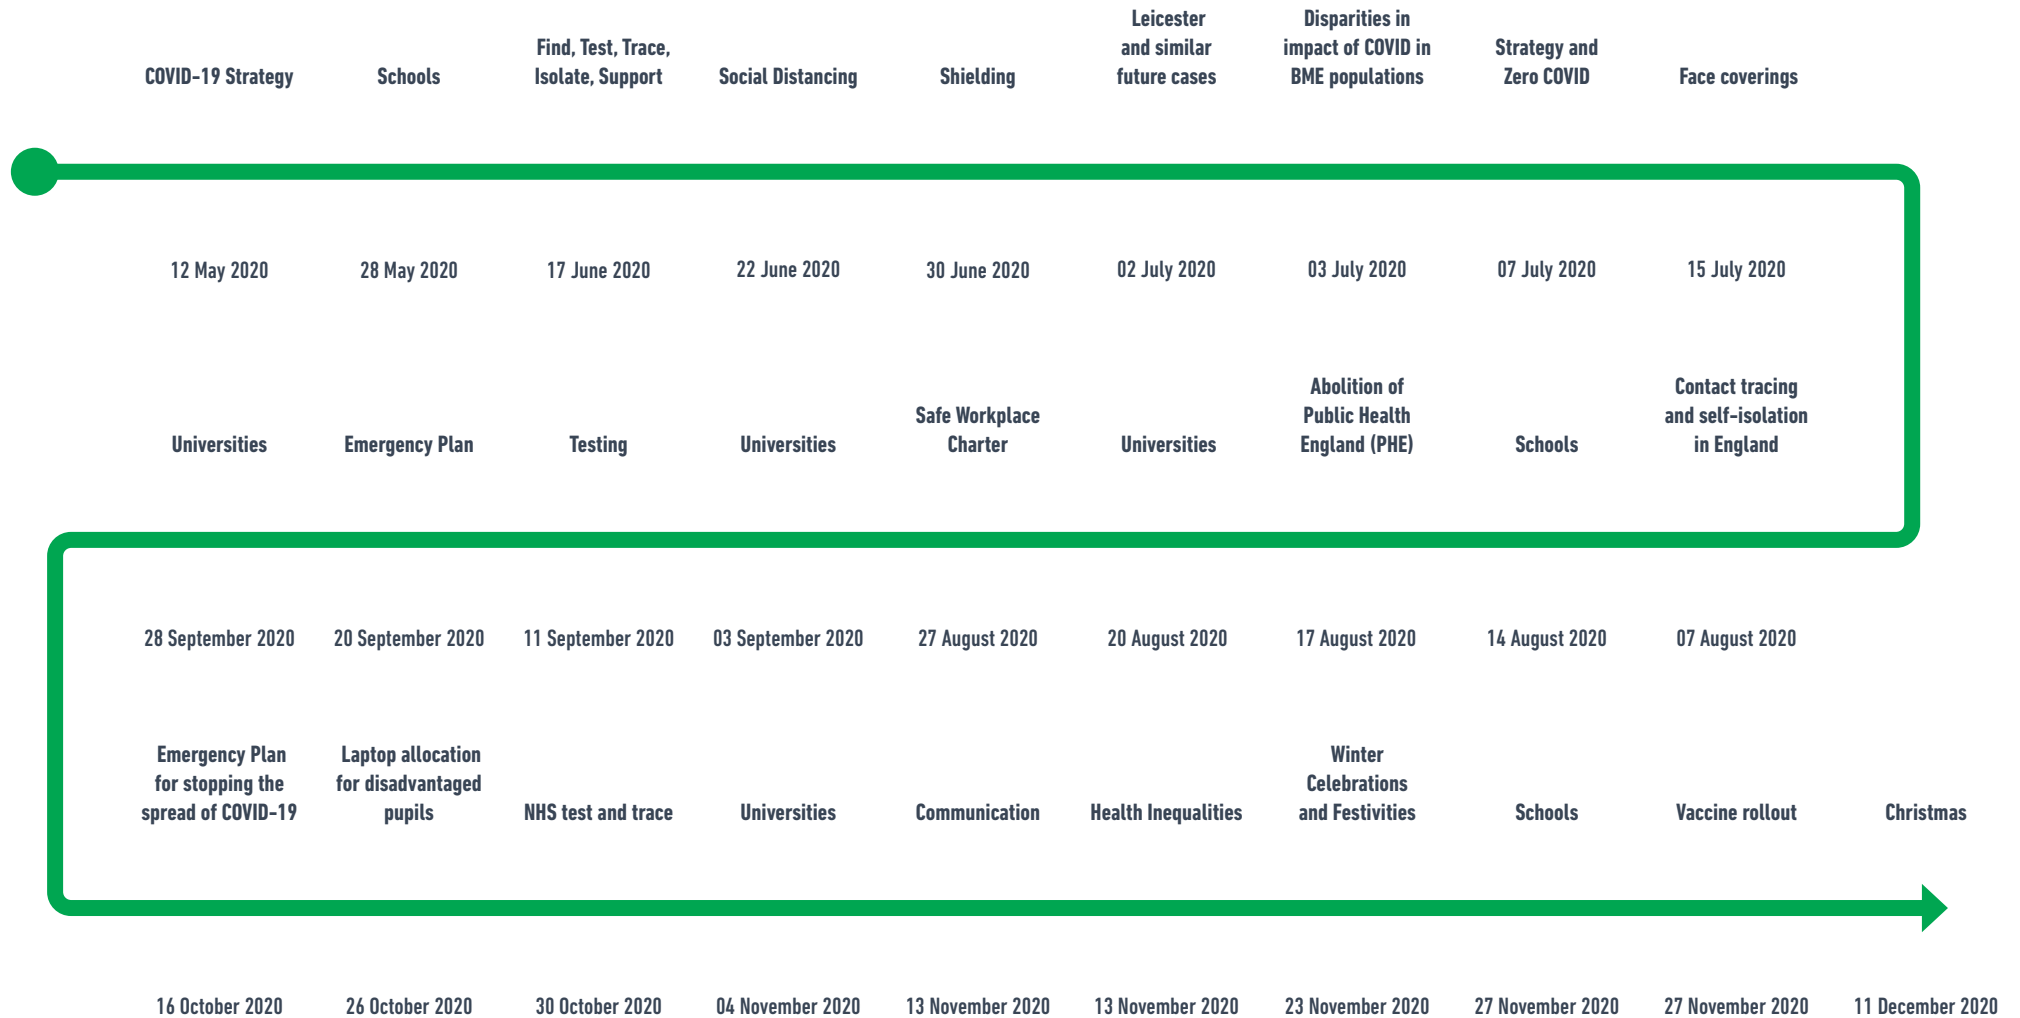 COVID-19 Strategy
Schools
Find, Test, Trace,
Isolate, Support
Social Distancing
Shielding
Leicester
and similar
future cases
Disparities in
impact of COVID in
BME populations
Strategy and
Zero COVID
Face coverings
12 May 2020
28 May 2020
17 June 2020
22 June 2020
30 June 2020
02 July 2020
03 July 2020
07 July 2020
15 July 2020
Universities
Emergency Plan
Testing
Universities
Safe Workplace
Charter
Universities
Abolition of
Public Health
England (PHE)
Schools
Contact tracing
and self-isolation
in England
28 September 2020
20 September 2020
11 September 2020
03 September 2020
27 August 2020
20 August 2020
17 August 2020
14 August 2020
07 August 2020
Emergency Plan
for stopping the
spread of COVID-19
Laptop allocation
for disadvantaged
pupils
NHS test and trace
Universities
Communication
Health Inequalities
Winter
Celebrations
and Festivities
Schools
Vaccine rollout
Christmas
16 October 2020
26 October 2020
30 October 2020
04 November 2020
13 November 2020
13 November 2020
23 November 2020
27 November 2020
27 November 2020
11 December 2020